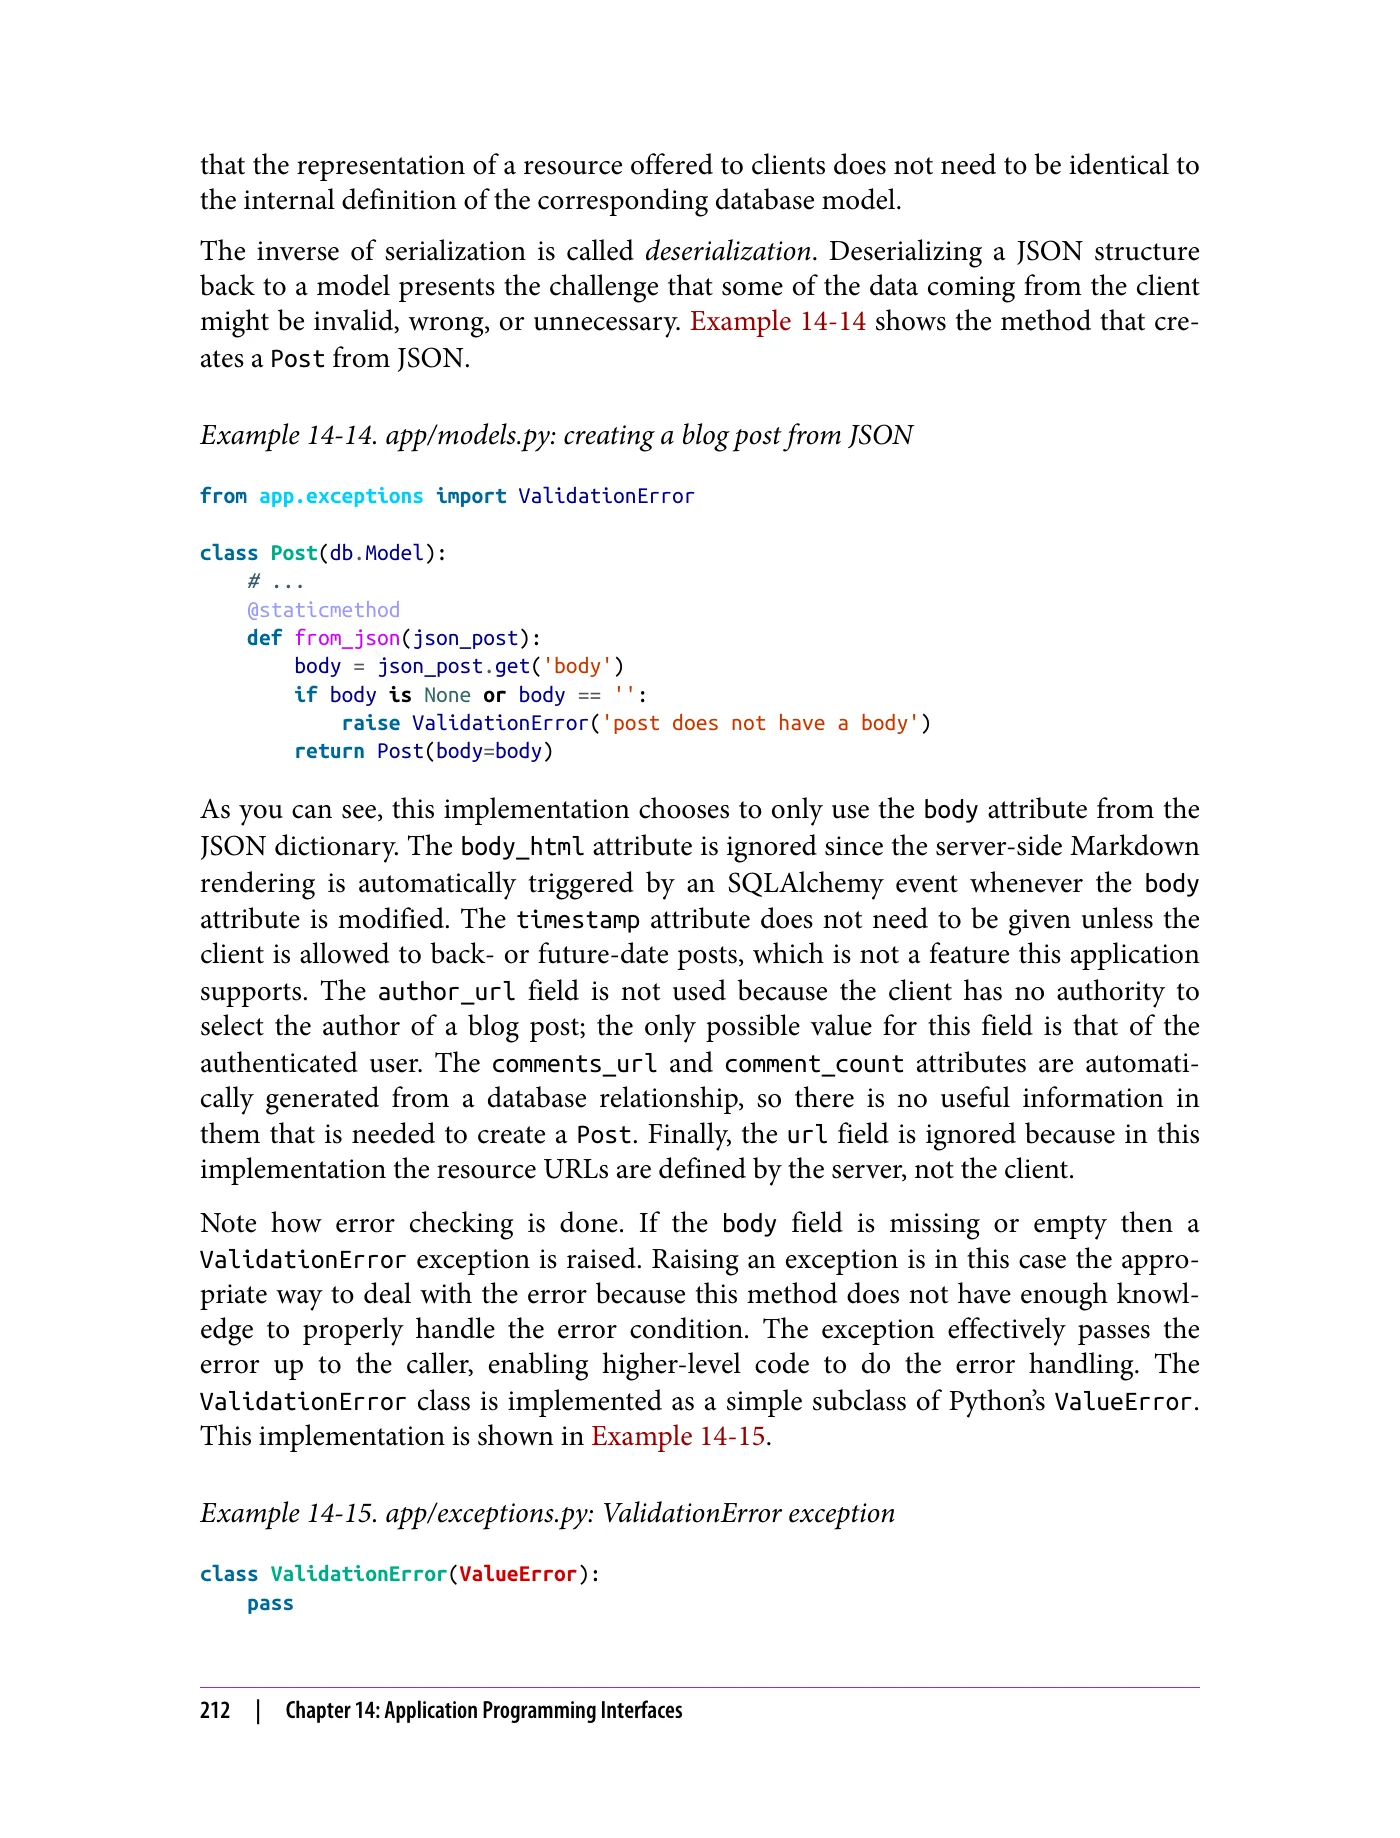 that the representation of a resource offered to clients does not need to be identical to
the internal definition of the corresponding database model.
The inverse of serialization is called deserialization. Deserializing a JSON structure
back to a model presents the challenge that some of the data coming from the client
might be invalid, wrong, or unnecessary. Example 14-14 shows the method that cre-
ates a Post from JSON.
Example 14-14. app/models.py: creating a blog post from JSON
from app.exceptions import ValidationError
class Post(db.Model):
    # ...
    @staticmethod
    def from_json(json_post):
        body = json_post.get('body')
        if body is None or body == '':
            raise ValidationError('post does not have a body')
        return Post(body=body)
As you can see, this implementation chooses to only use the body attribute from the
JSON dictionary. The body_html attribute is ignored since the server-side Markdown
rendering is automatically triggered by an SQLAlchemy event whenever the body
attribute is modified. The timestamp attribute does not need to be given unless the
client is allowed to back- or future-date posts, which is not a feature this application
supports. The author_url field is not used because the client has no authority to
select the author of a blog post; the only possible value for this field is that of the
authenticated user. The comments_url and comment_count attributes are automati-
cally generated from a database relationship, so there is no useful information in
them that is needed to create a Post. Finally, the url field is ignored because in this
implementation the resource URLs are defined by the server, not the client.
Note how error checking is done. If the body field is missing or empty then a
ValidationError exception is raised. Raising an exception is in this case the appro-
priate way to deal with the error because this method does not have enough knowl-
edge to properly handle the error condition. The exception effectively passes the
error up to the caller, enabling higher-level code to do the error handling. The
ValidationError class is implemented as a simple subclass of Python’s ValueError.
This implementation is shown in Example 14-15.
Example 14-15. app/exceptions.py: ValidationError exception
class ValidationError(ValueError):
    pass
212 | Chapter 14: Application Programming Interfaces